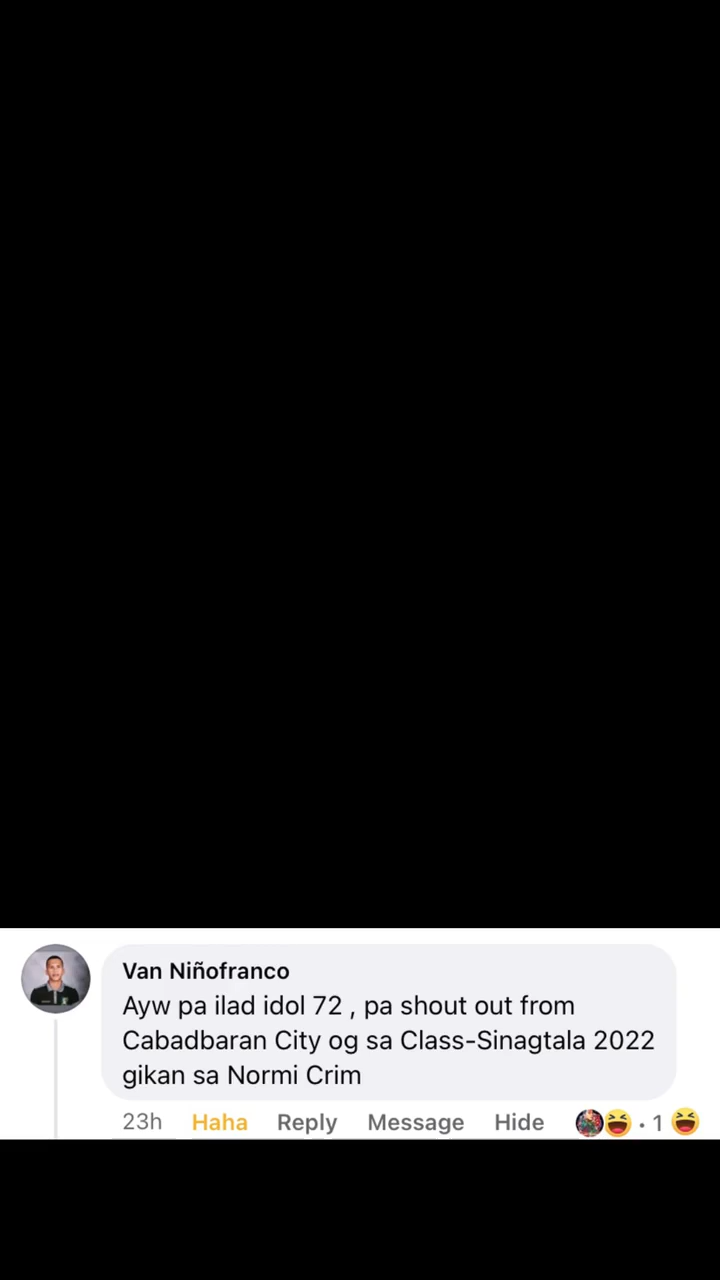 Van Niñofranco
Ayw pa ilad idol 72 , pa shout out from
Cabadbaran City og sa Class-Sinagtala 2022
gikan sa Normi Crim
23h Haha Reply Message Hide · 1